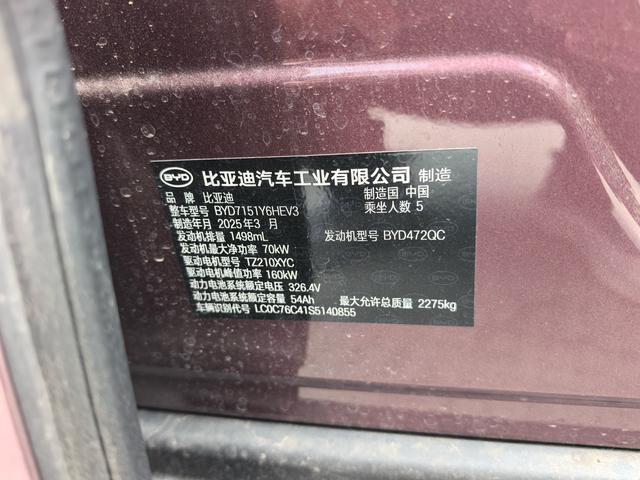 BYD 比亚迪汽车工业有限公司 制造
品牌 比亚迪 制造国 中国
整车型号 BYD7151Y6HEV3 乘坐人数 5
制造年月 2025年3月
发动机排量 1498mL 发动机型号 BYD472QC
发动机最大净功率 70kW
驱动电机型号 TZ210XYC
驱动电机峰值功率 160kW
动力电池系统额定电压 326.4V
动力电池系统额定容量 54Ah 最大允许总质量 2275kg
车辆识别代号 LC0C76C41S5140855